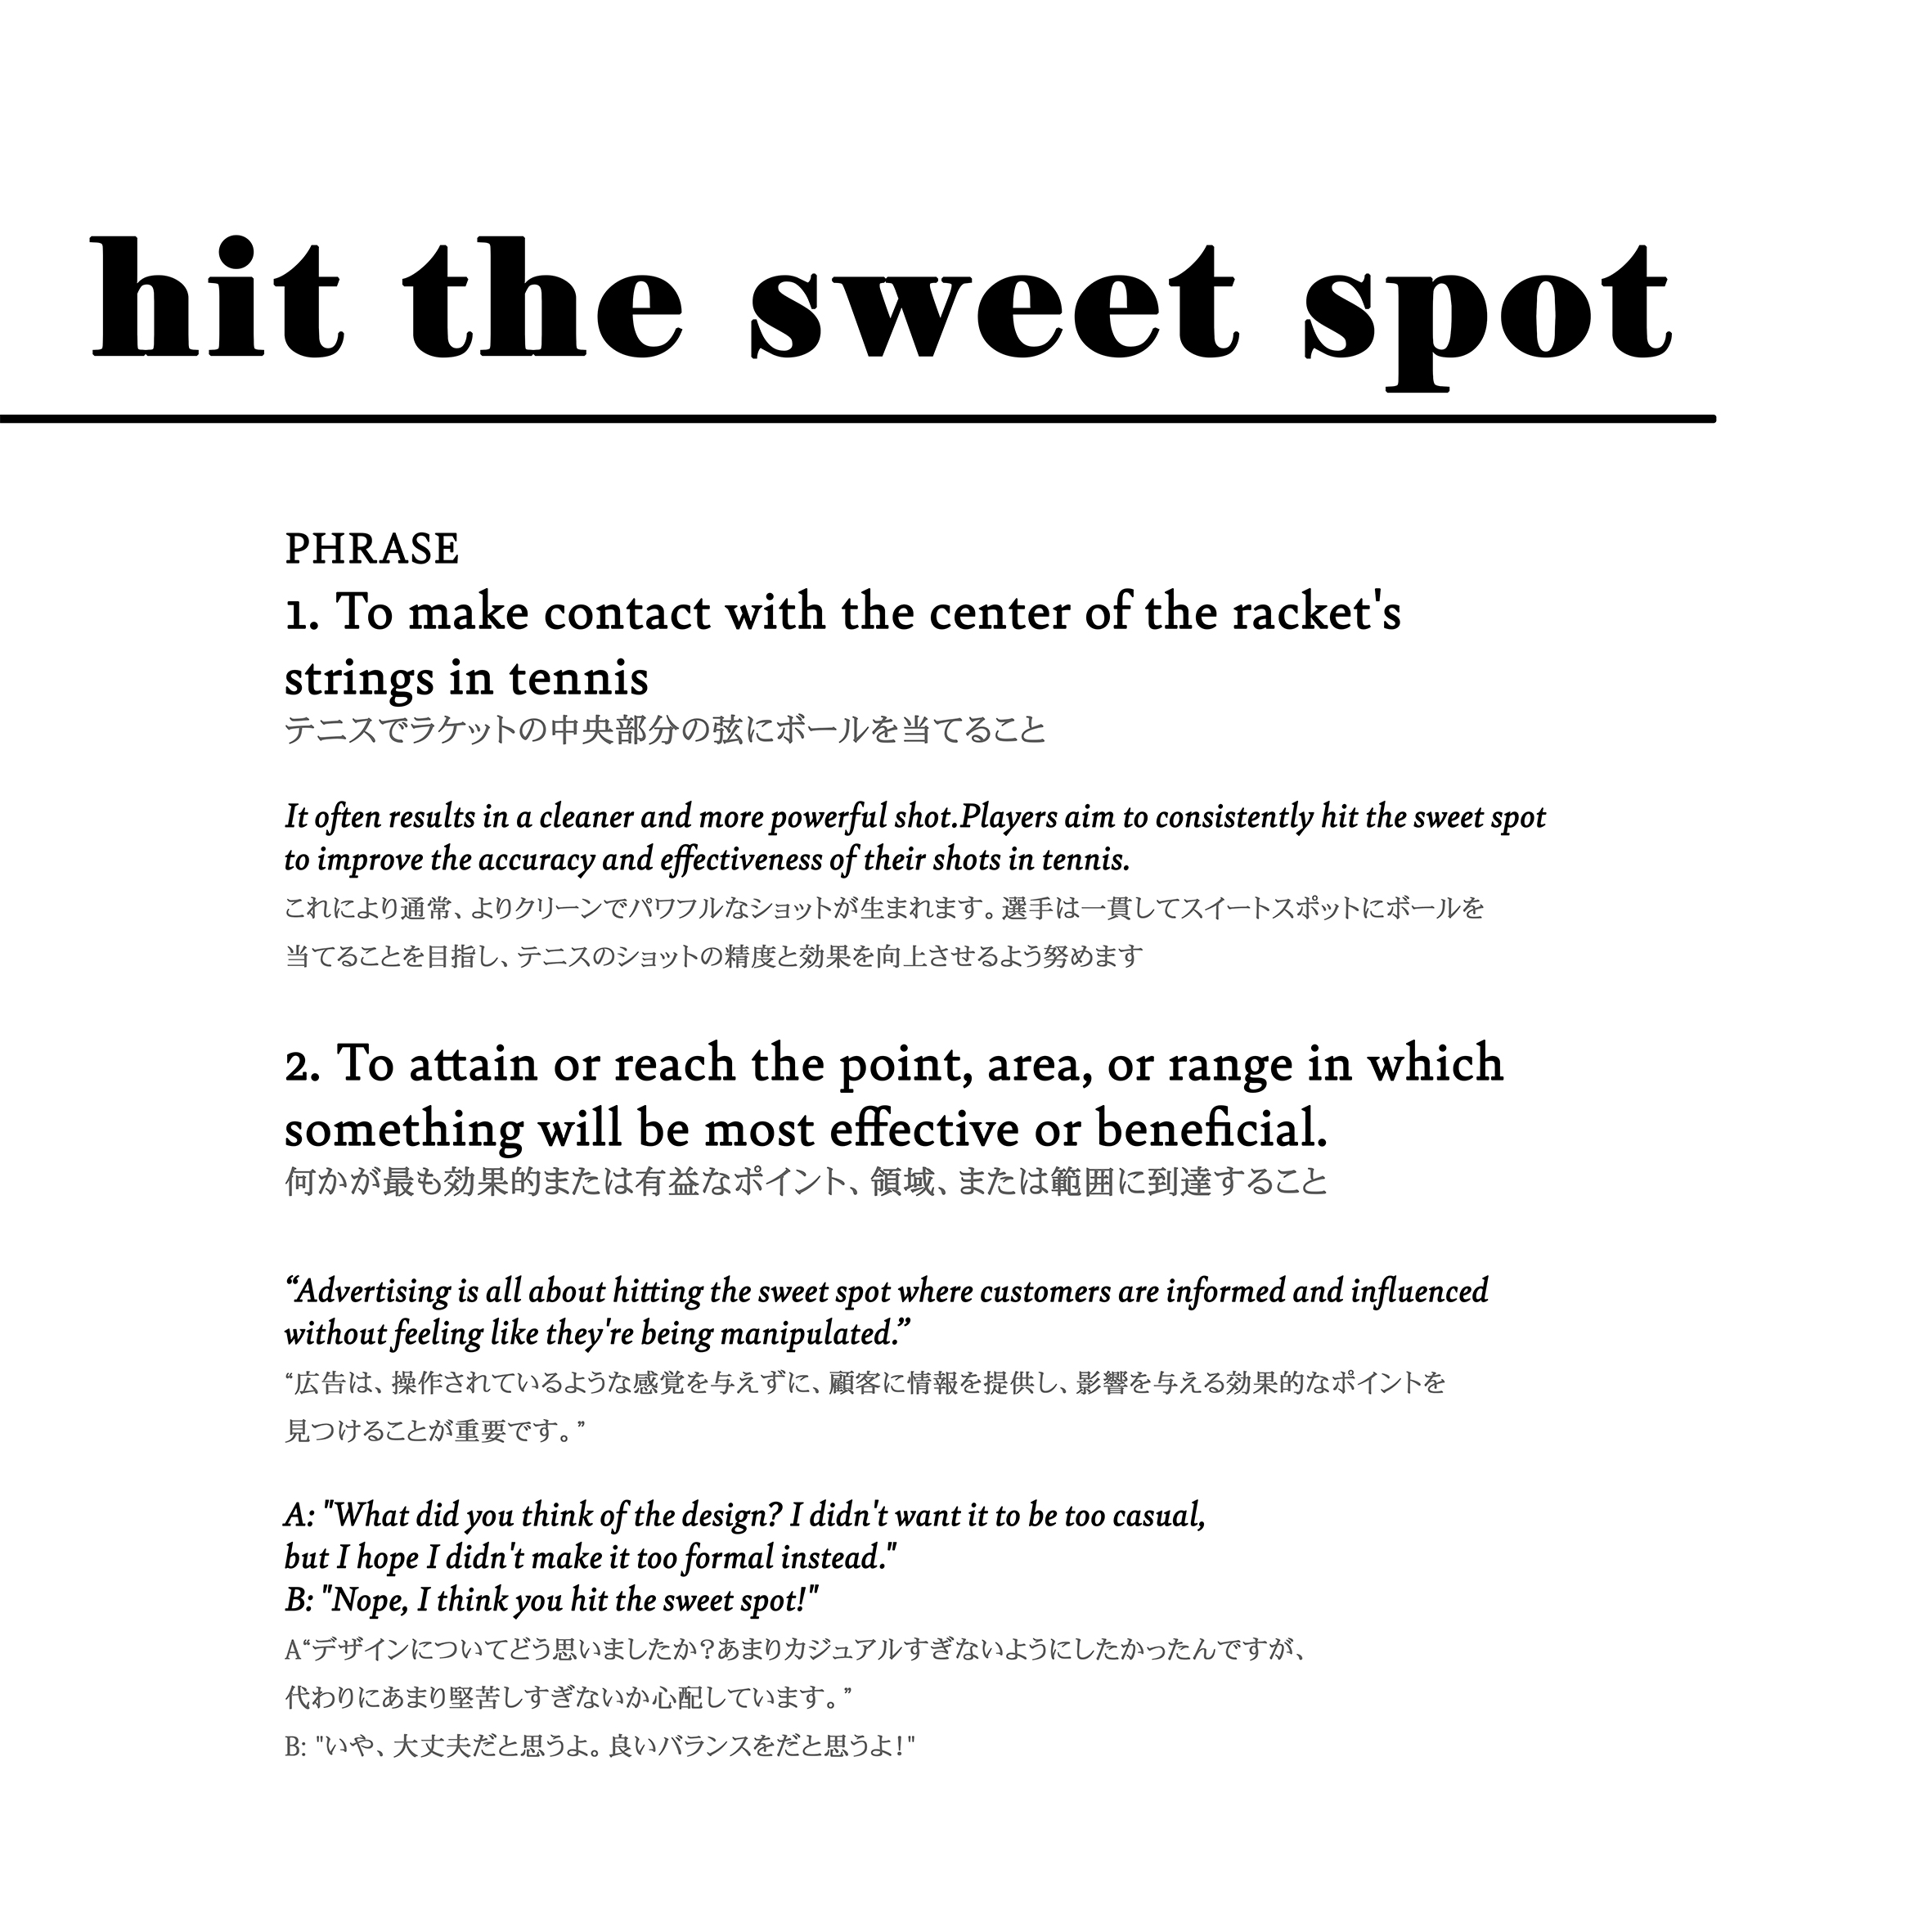 hit the sweet spot
PHRASE
1. To make contact with the center of the racket's
strings in tennis
テニスでラケットの中央部分の弦にボールを当てること
It often results in a cleaner and more powerful shot.Players aim to consistently hit the sweet spot
to improve the accuracy and effectiveness of their shots in tennis.
これにより通常、よりクリーンでパワフルなショットが生まれます。選手は一貫してスイートスポットにボールを
当てることを目指し、テニスのショットの精度と効果を向上させるよう努めます
2. To attain or reach the point, area, or range in which
something will be most effective or beneficial.
何かが最も効果的または有益なポイント、領域、または範囲に到達すること
“Advertising is all about hitting the sweet spot where customers are informed and influenced
without feeling like they're being manipulated.”
“広告は、操作されているような感覚を与えずに、顧客に情報を提供し、影響を与える効果的なポイントを
見つけることが重要です。”
A: "What did you think of the design? I didn't want it to be too casual,
but I hope I didn't make it too formal instead."
B: "Nope, I think you hit the sweet spot!"
A“デザインについてどう思いましたか？あまりカジュアルすぎないようにしたかったんですが、
代わりにあまり堅苦しすぎないか心配しています。”
B: "いや、大丈夫だと思うよ。良いバランスをだと思うよ！"